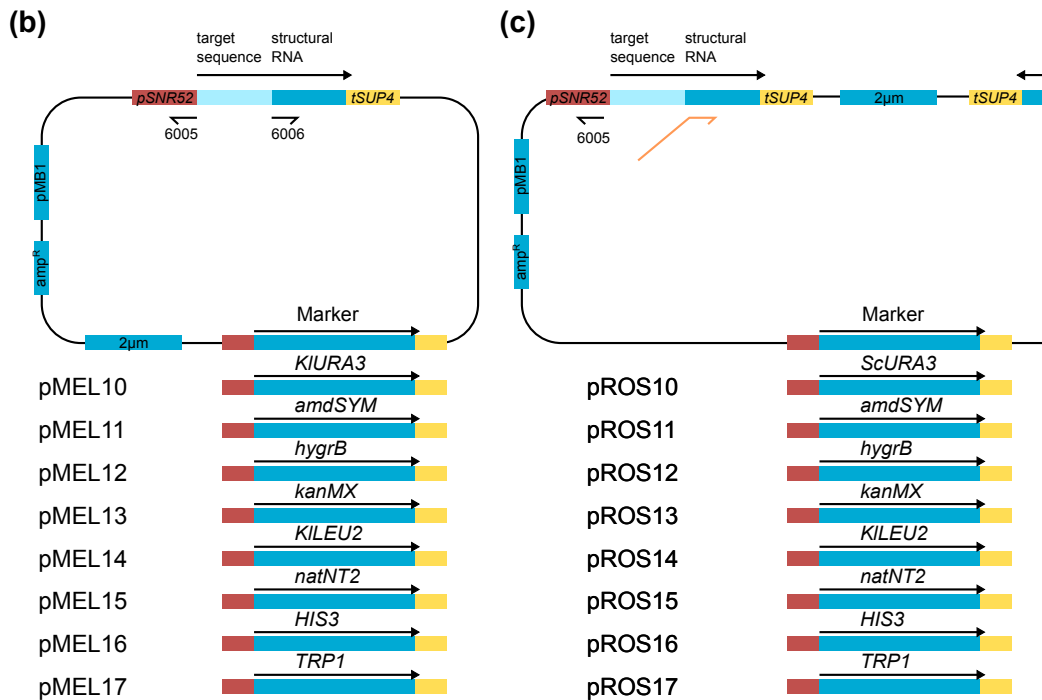 (b)
target
sequence
structural
RNA
pSNR52
tSUP4
6005
6006
pMB1
ampR
2µm
Marker
pMEL10
KlURA3
pMEL11
amdSYM
pMEL12
hygrB
pMEL13
kanMX
pMEL14
KlLEU2
pMEL15
natNT2
pMEL16
HIS3
pMEL17
TRP1
(c)
target
sequence
structural
RNA
pSNR52
tSUP4
2µm
tSUP4
6005
pMB1
ampR
Marker
pROS10
ScURA3
pROS11
amdSYM
pROS12
hygrB
pROS13
kanMX
pROS14
KlLEU2
pROS15
natNT2
pROS16
HIS3
pROS17
TRP1